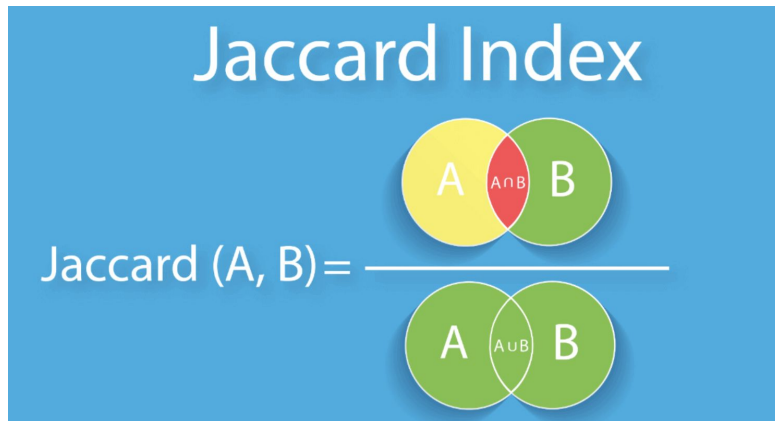 Jaccard Index
A A∩B B
Jaccard (A, B) =
A A∪B B